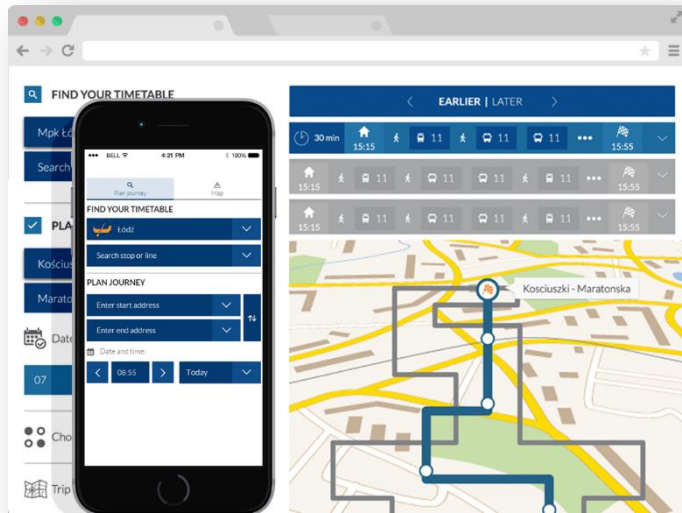 FIND YOUR TIMETABLE
Mpk Łó
Search
PLA
Kościus
Marato
Date
07
Cho
Trip
BELL 4:21 PM 100%
Plan journey Map
FIND YOUR TIMETABLE
Łódź
Search stop or line
PLAN JOURNEY
Enter start address
Enter end address
Date and time:
08:55 Today
EARLIER | LATER
30 min 15:15 11 11 11 ••• 15:55
15:15 11 11 11 ••• 15:55
15:15 11 11 11 ••• 15:55
Kosciuszki - Maratonska